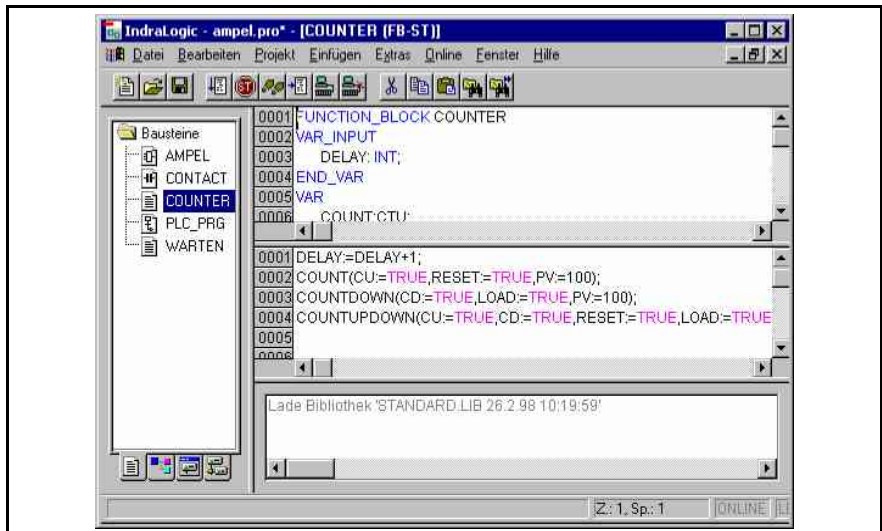 IndraLogic - ampel.pro* - [COUNTER (FB-ST)]
Datei Bearbeiten Projekt Einfügen Extras Online Fenster Hilfe
Bausteine
AMPEL
CONTACT
COUNTER
PLC_PRG
WARTEN
0001 FUNCTION_BLOCK COUNTER
0002 VAR_INPUT
0003 DELAY: INT;
0004 END_VAR
0005 VAR
0006 COUNT:CTU;
0001 DELAY:=DELAY+1;
0002 COUNT(CU:=TRUE,RESET:=TRUE,PV:=100);
0003 COUNTDOWN(CD:=TRUE,LOAD:=TRUE,PV:=100);
0004 COUNTUPDOWN(CU:=TRUE,CD:=TRUE,RESET:=TRUE,LOAD:=TRUE
0005
0006
Lade Bibliothek 'STANDARD.LIB 26.2.98 10:19:59'
Z.: 1, Sp.: 1 ONLINE